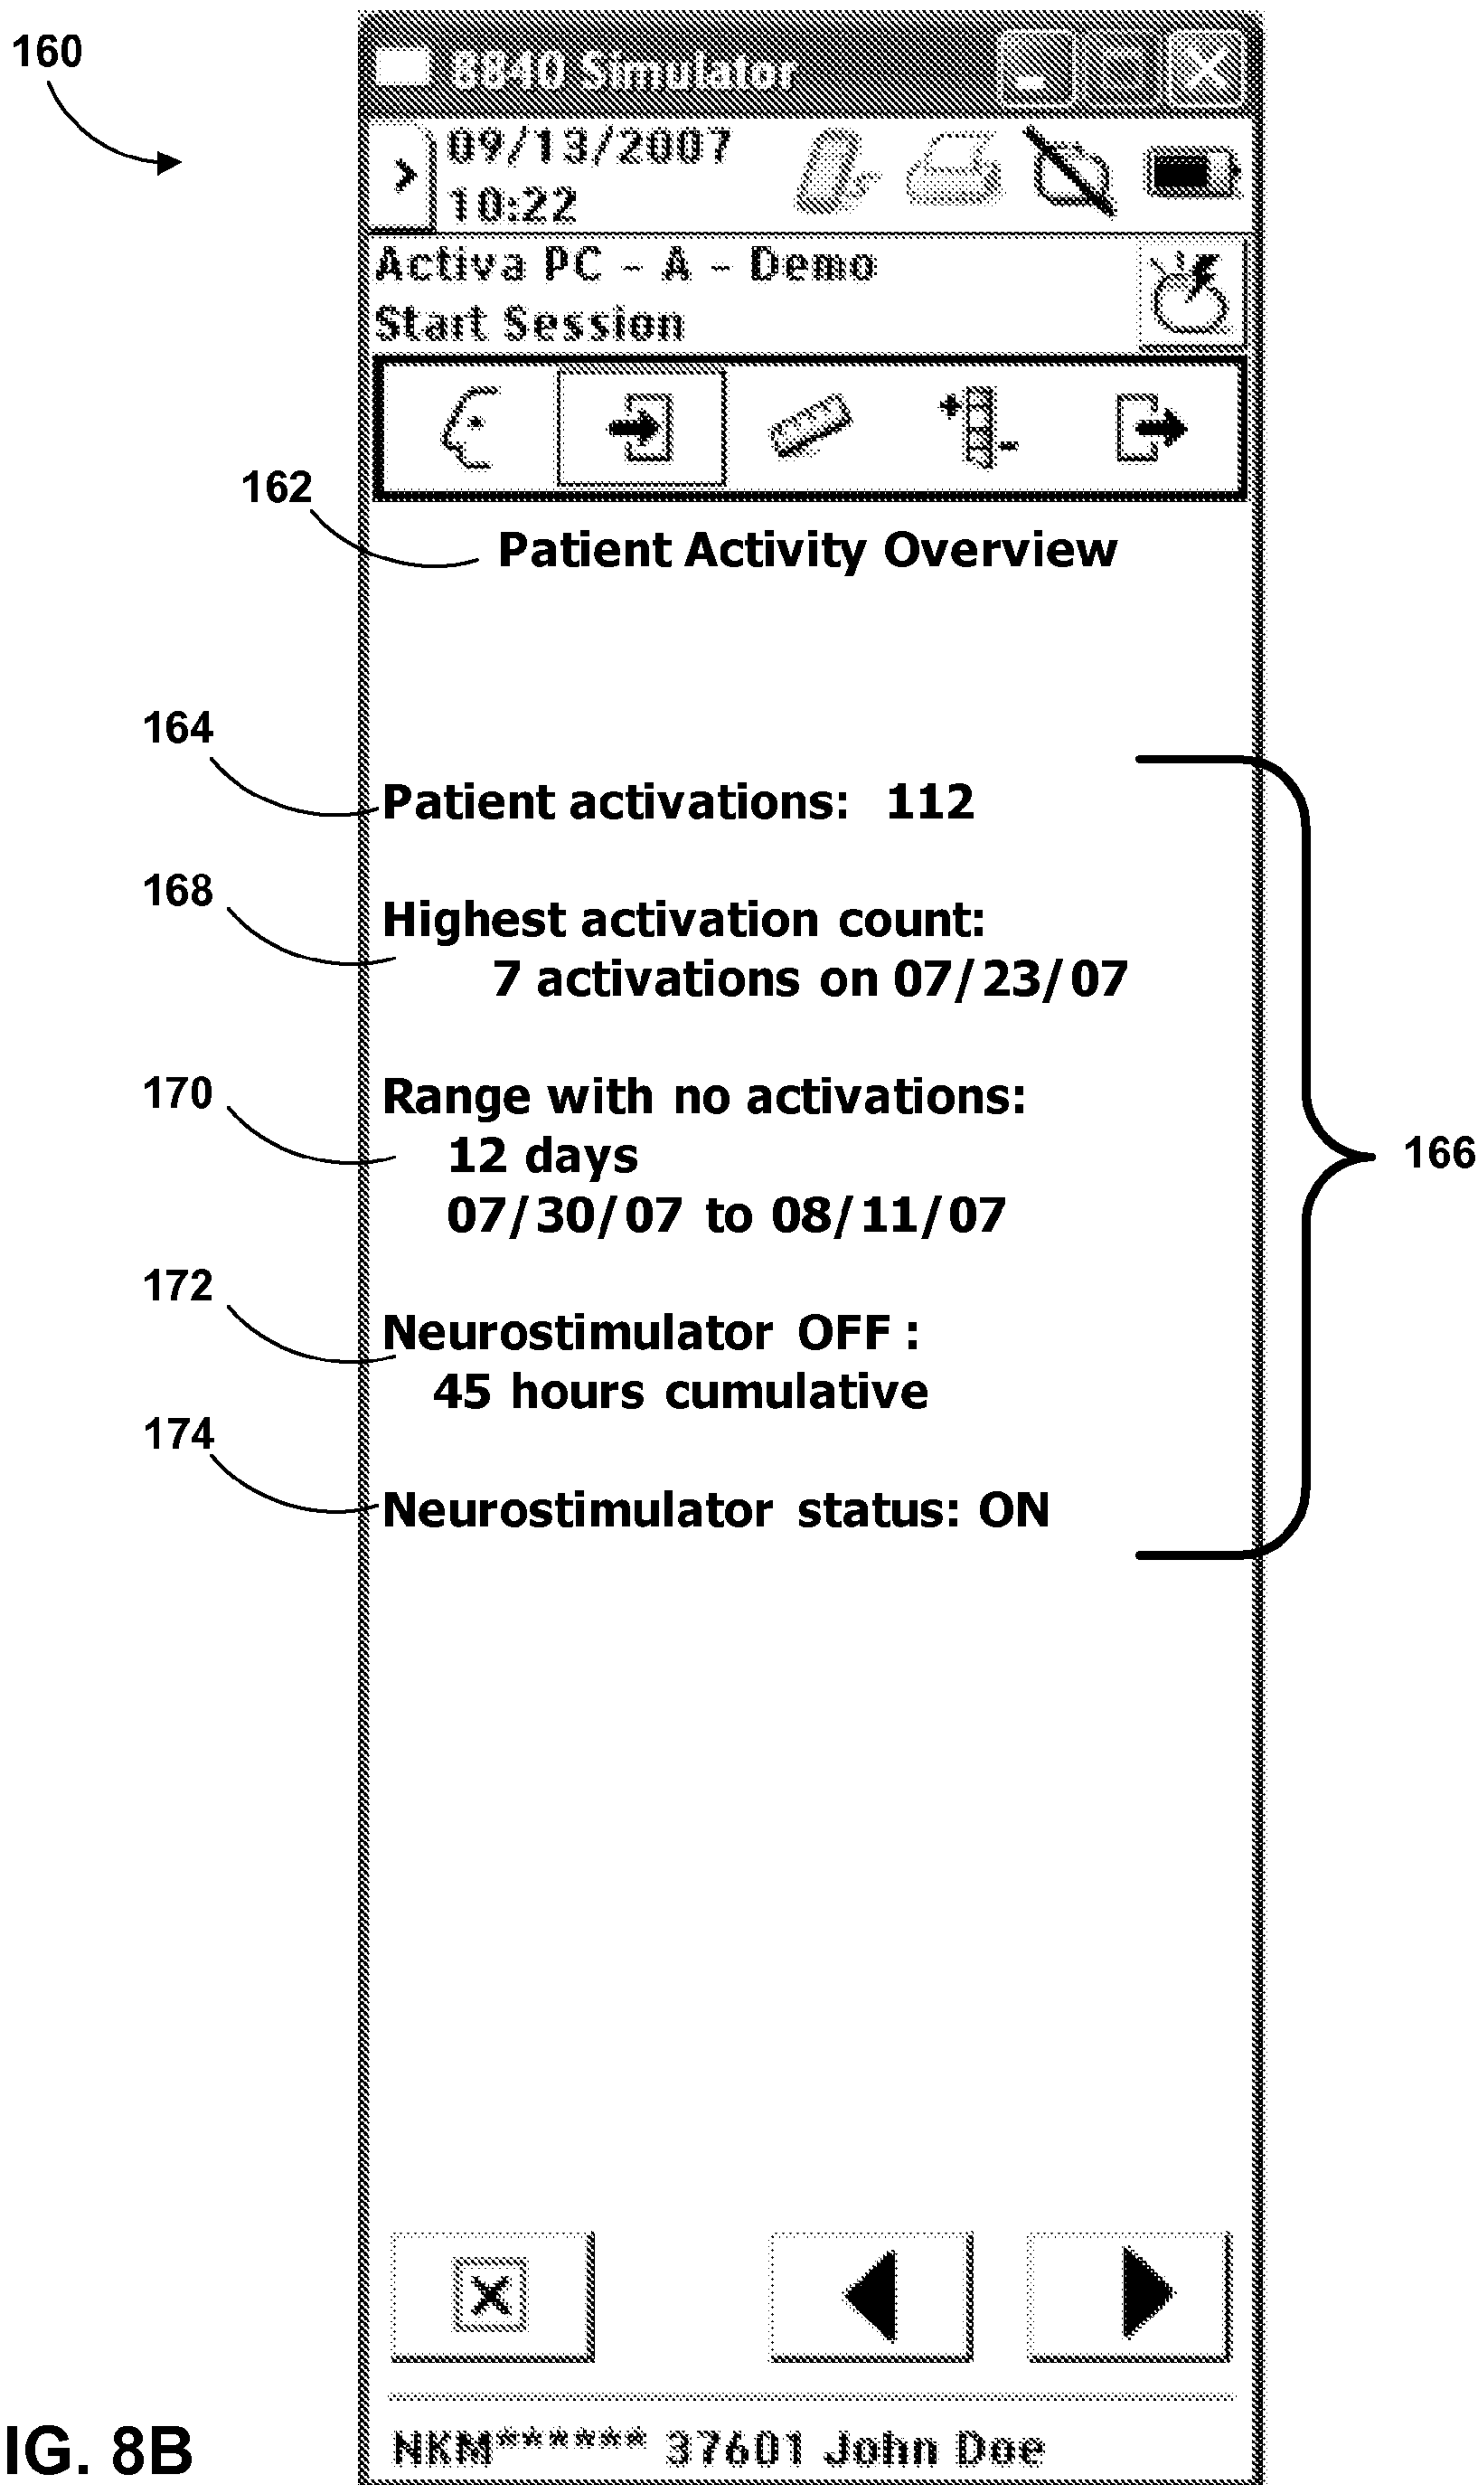 160
8840 Simulator
09/13/2007
10:22
Activa PC - A - Demo
Start Session
162
Patient Activity Overview
164
Patient activations: 112
168
Highest activation count:
7 activations on 07/23/07
170
Range with no activations:
12 days
07/30/07 to 08/11/07
166
172
Neurostimulator OFF :
45 hours cumulative
174
Neurostimulator status: ON
NKM****** 37601 John Doe
IG. 8B